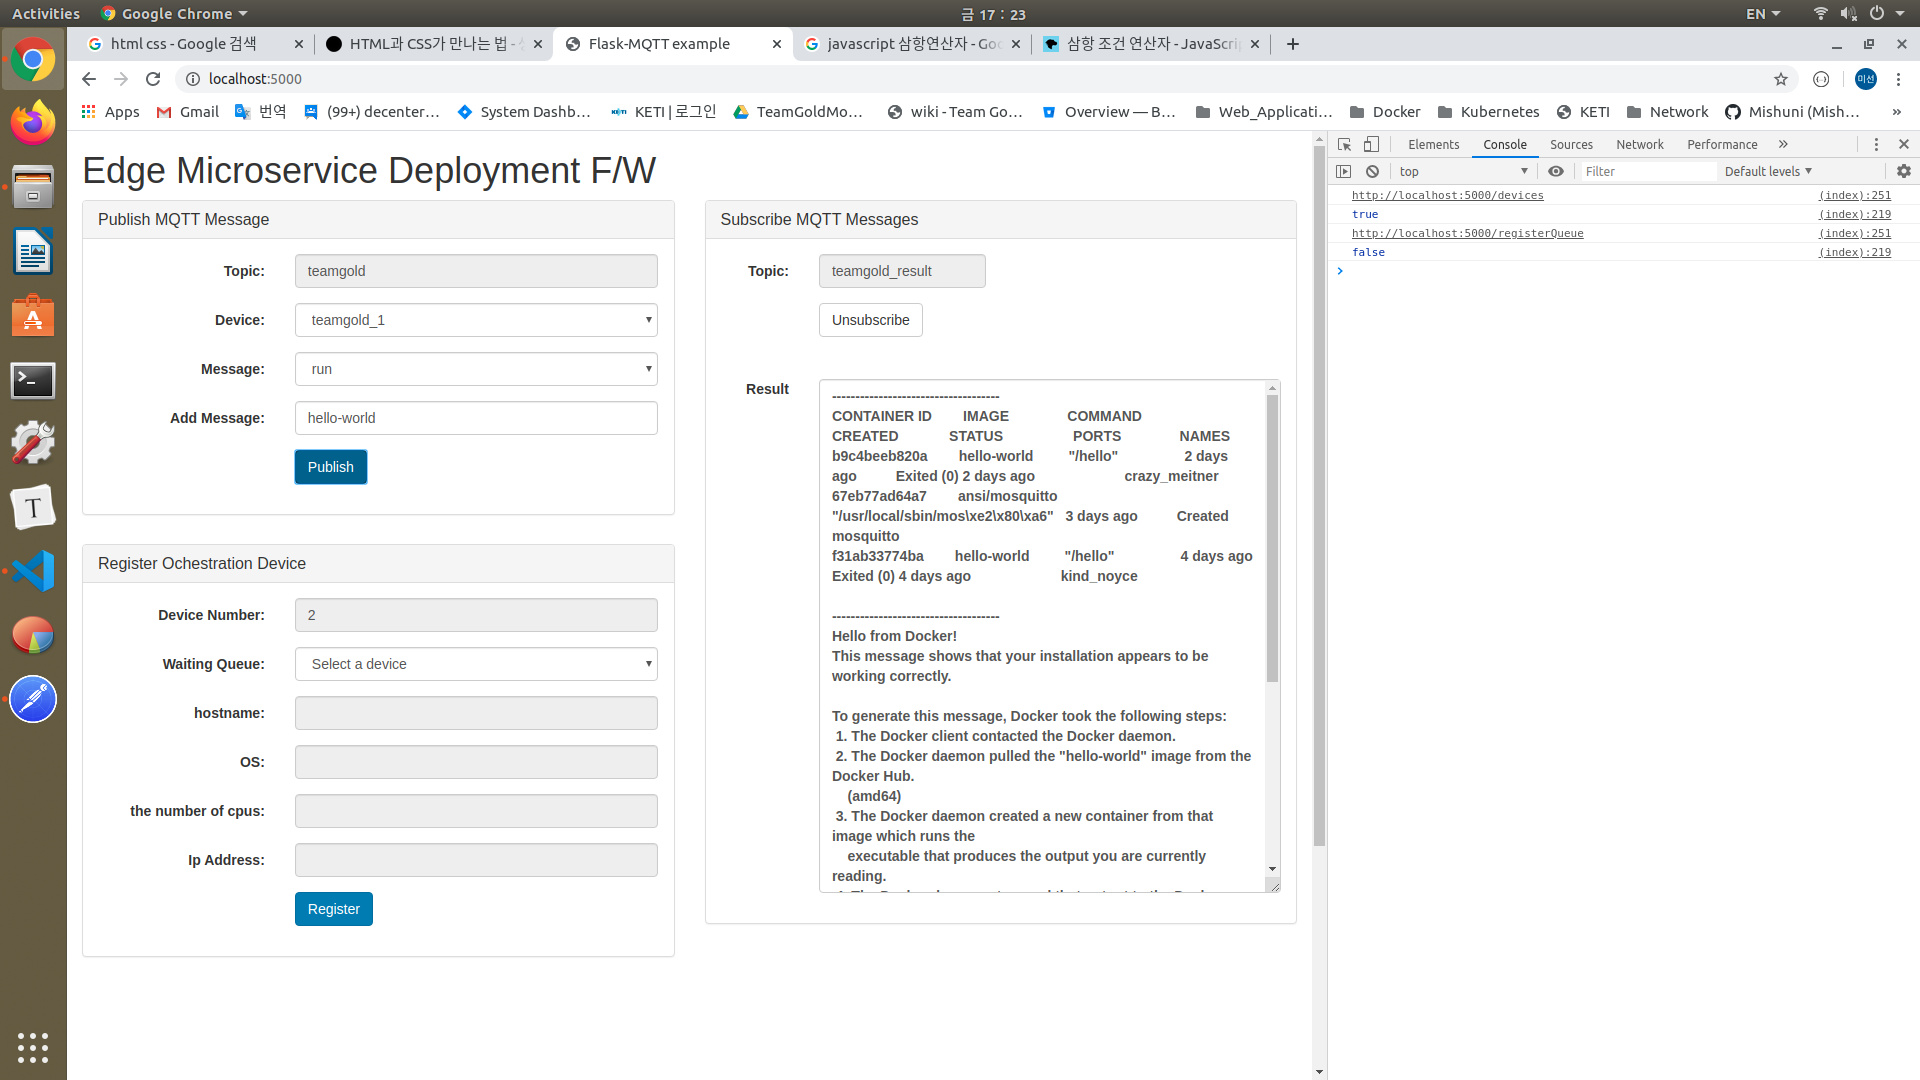 Activities
Google Chrome
금 17 : 23
EN
html css - Google 검색
HTML과 CSS가 만나는 법 -
Flask-MQTT example
javascript 삼항연산자 - Goo
삼항 조건 연산자 - JavaScri
localhost:5000
미선
Apps
Gmail
번역
(99+) decenter...
System Dashb...
KETI | 로그인
TeamGoldMo...
wiki - Team Go...
Overview — B...
Web_Applicati...
Docker
Kubernetes
KETI
Network
Mishuni (Mish...
»
Edge Microservice Deployment F/W
Publish MQTT Message
Topic: teamgold
Device: teamgold_1
Message: run
Add Message: hello-world
Publish
Register Ochestration Device
Device Number: 2
Waiting Queue: Select a device
hostname:
OS:
the number of cpus:
Ip Address:
Register
Subscribe MQTT Messages
Topic: teamgold_result
Unsubscribe
Result
------------------------------------
CONTAINER ID IMAGE COMMAND
CREATED STATUS PORTS NAMES
b9c4beeb820a hello-world "/hello" 2 days
ago Exited (0) 2 days ago crazy_meitner
67eb77ad64a7 ansi/mosquitto
"/usr/local/sbin/mos\xe2\x80\xa6" 3 days ago Created
mosquitto
f31ab33774ba hello-world "/hello" 4 days ago
Exited (0) 4 days ago kind_noyce
------------------------------------
Hello from Docker!
This message shows that your installation appears to be
working correctly.
To generate this message, Docker took the following steps:
1. The Docker client contacted the Docker daemon.
2. The Docker daemon pulled the "hello-world" image from the
Docker Hub.
(amd64)
3. The Docker daemon created a new container from that
image which runs the
executable that produces the output you are currently
reading.
Elements
Console
Sources
Network
Performance
»
top
Filter
Default levels
http://localhost:5000/devices (index):251
true (index):219
http://localhost:5000/registerQueue (index):251
false (index):219